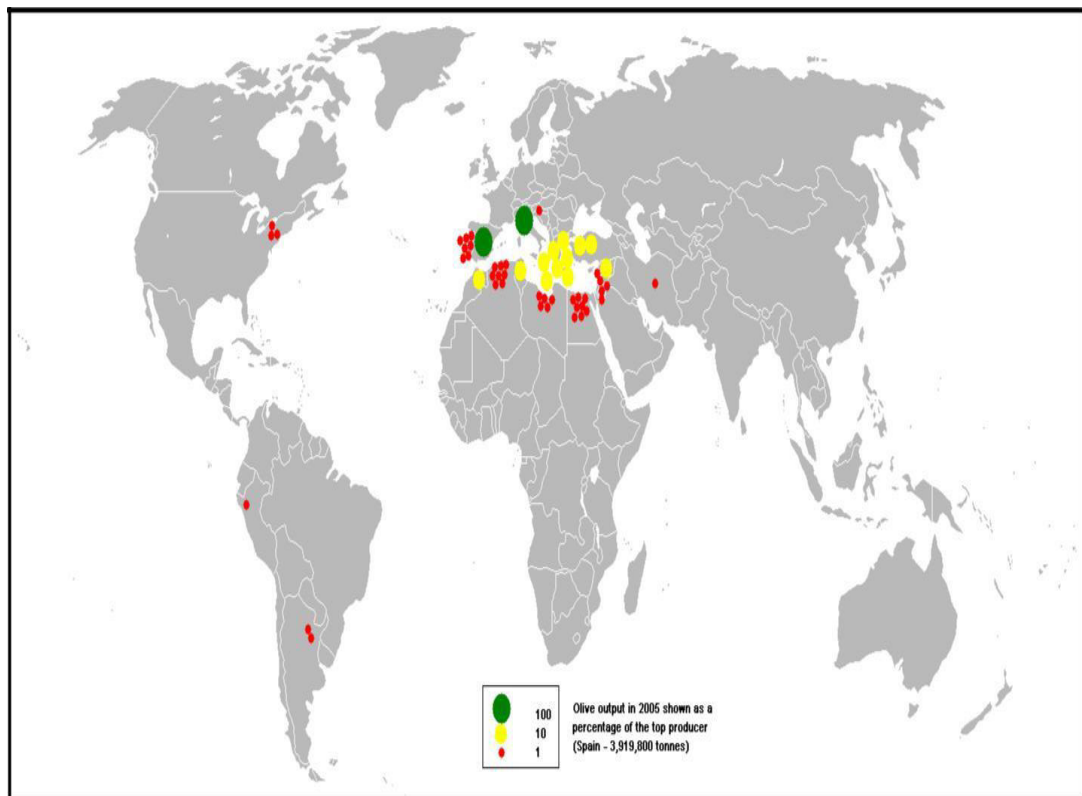 100
10
1
Olive output in 2005 shown as a
percentage of the top producer
(Spain - 3,919,800 tonnes)